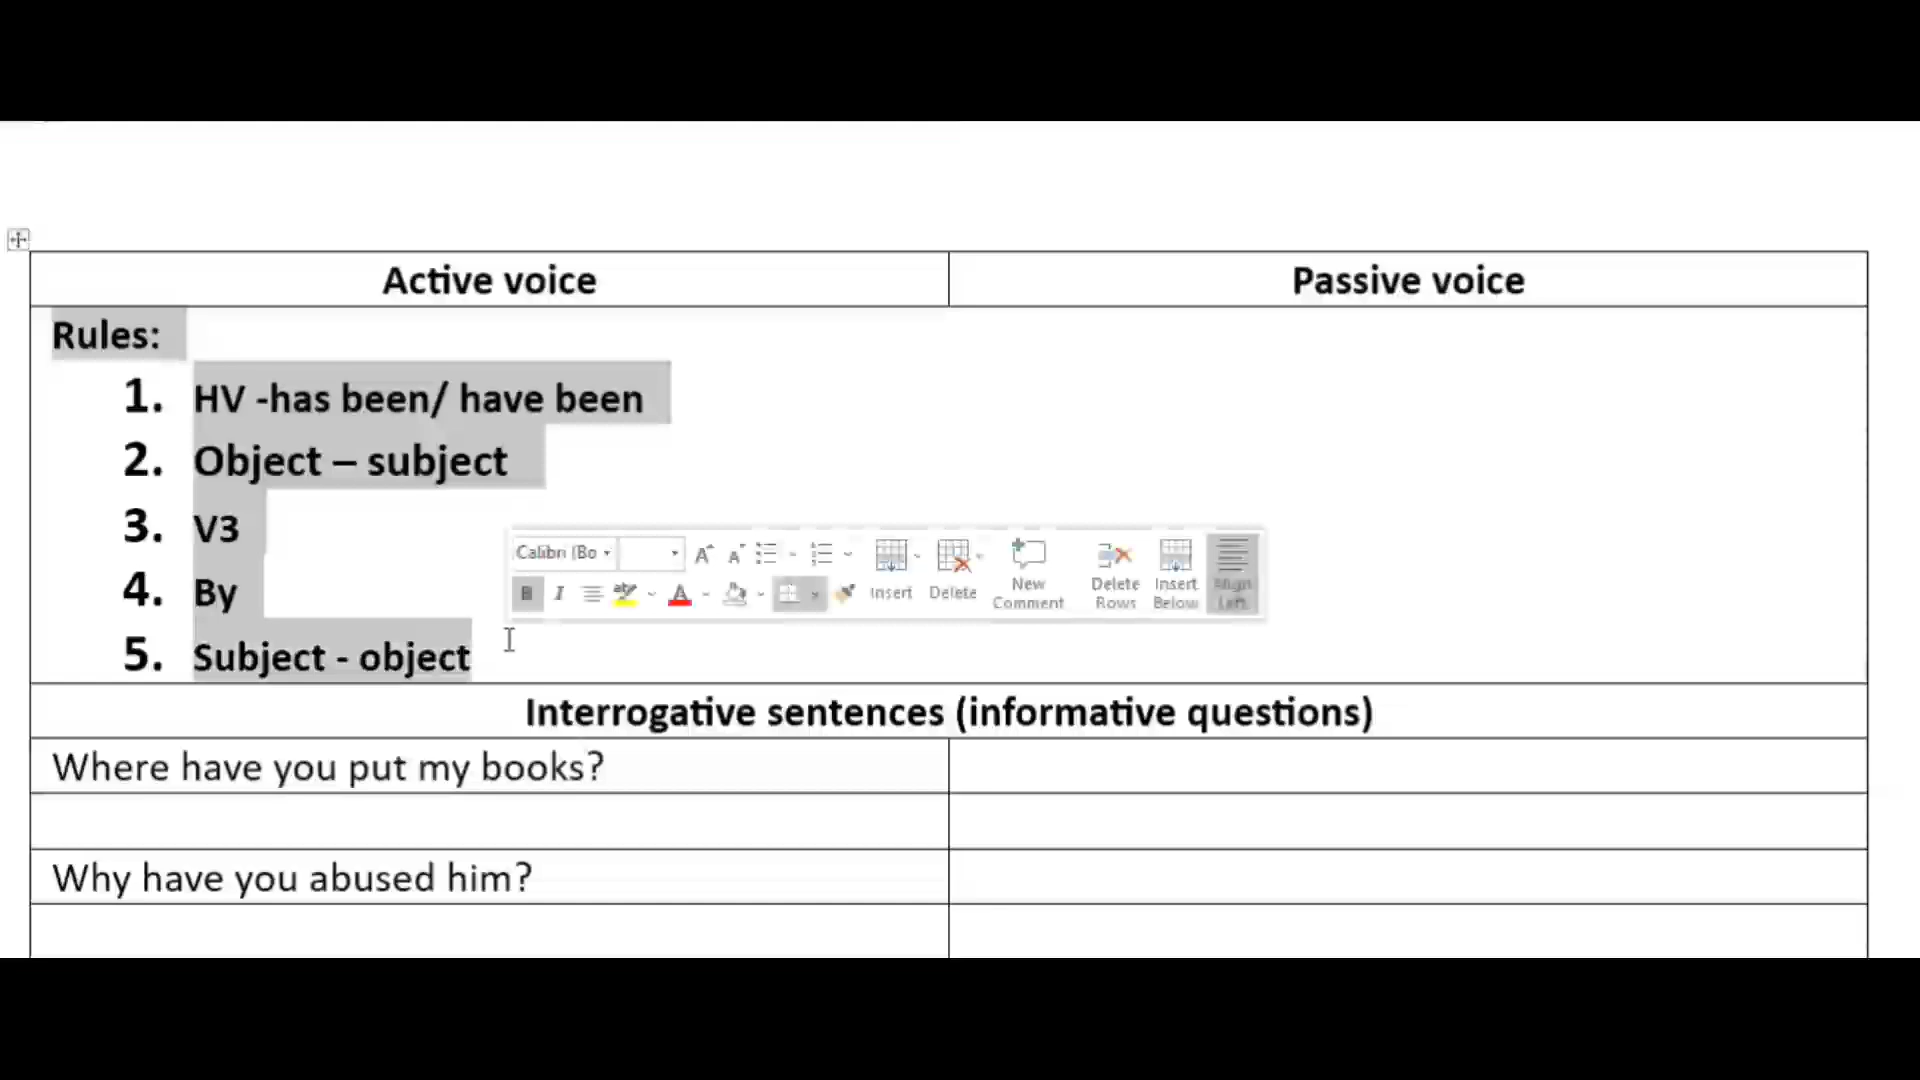 Active voice
Passive voice
Rules:
1. HV -has been/ have been
2. Object – subject
3. V3
4. By
5. Subject - object
Calibri (Bo
New
Delete
Insert
Align
B I A Insert Delete
Comment
Rows
Below
Left
Interrogative sentences (informative questions)
Where have you put my books?
Why have you abused him?